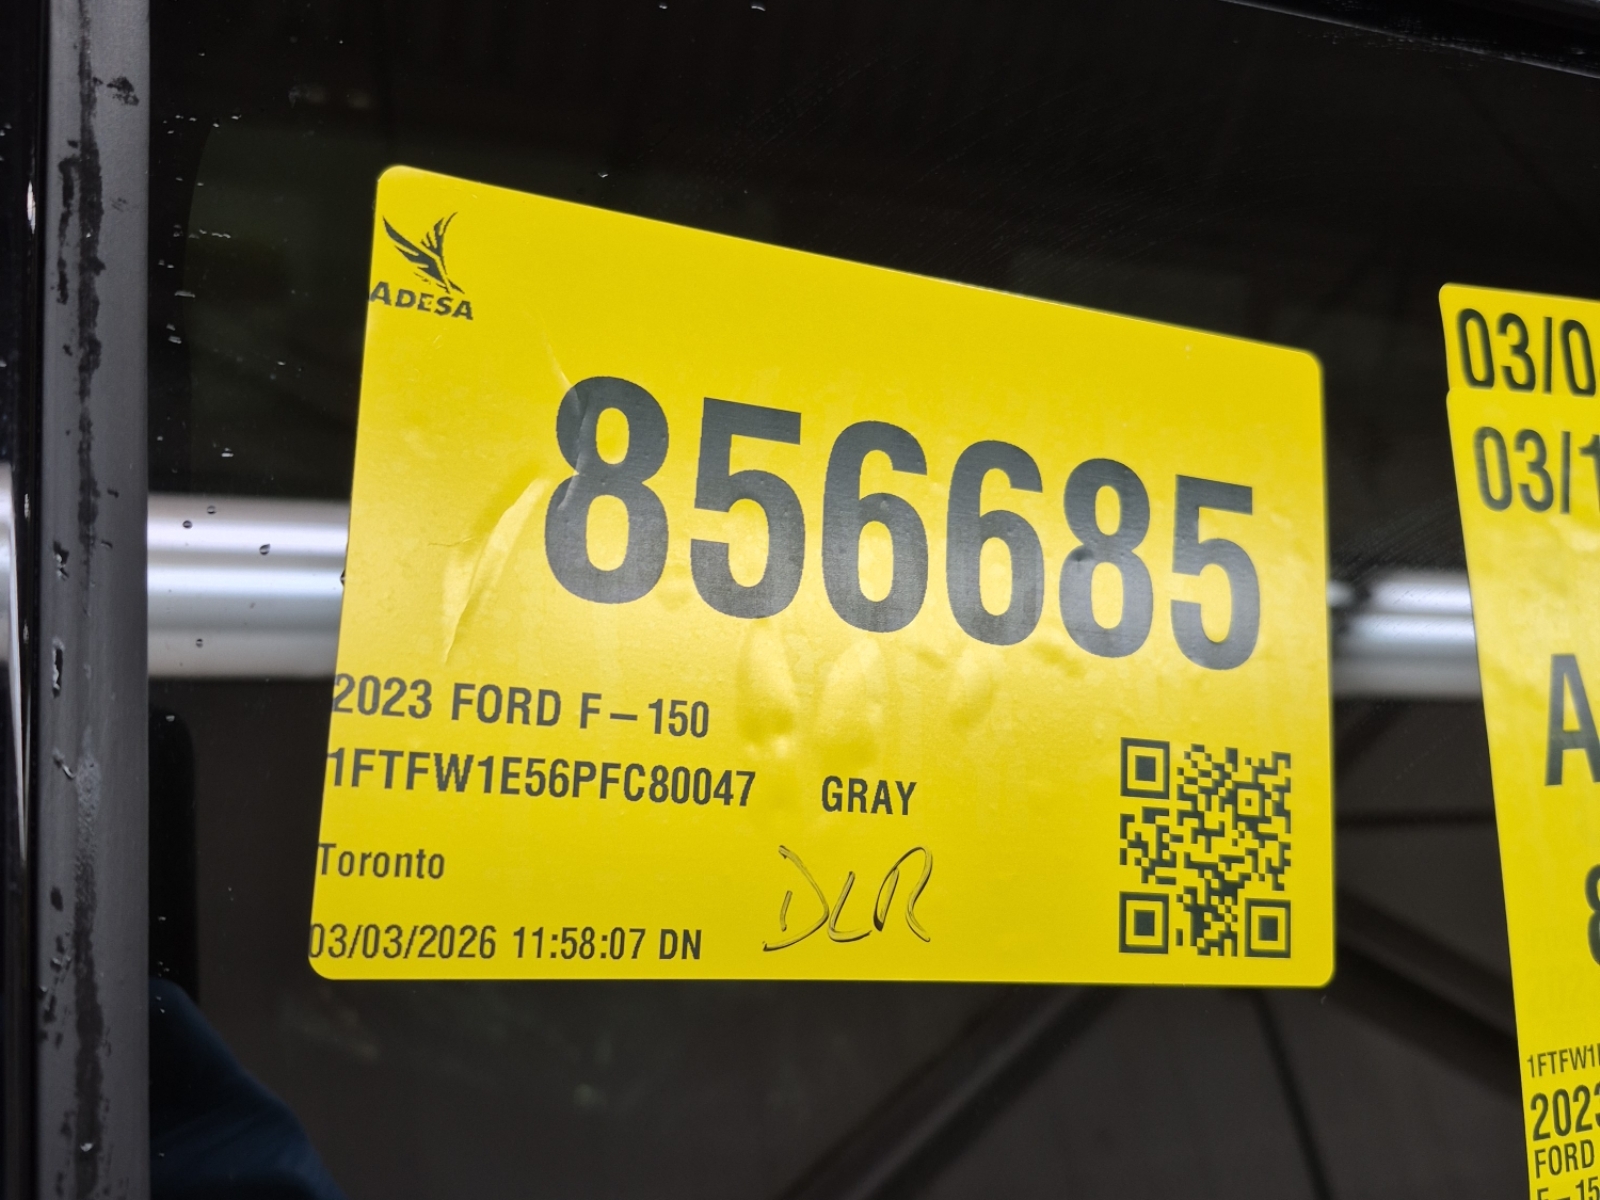 ADESA
856685
2023 FORD F-150
1FTFW1E56PFC80047 GRAY
Toronto
DLR
03/03/2026 11:58:07 DN
03/0
03/1
A
8
1FTFW1
2023
FORD
F-15